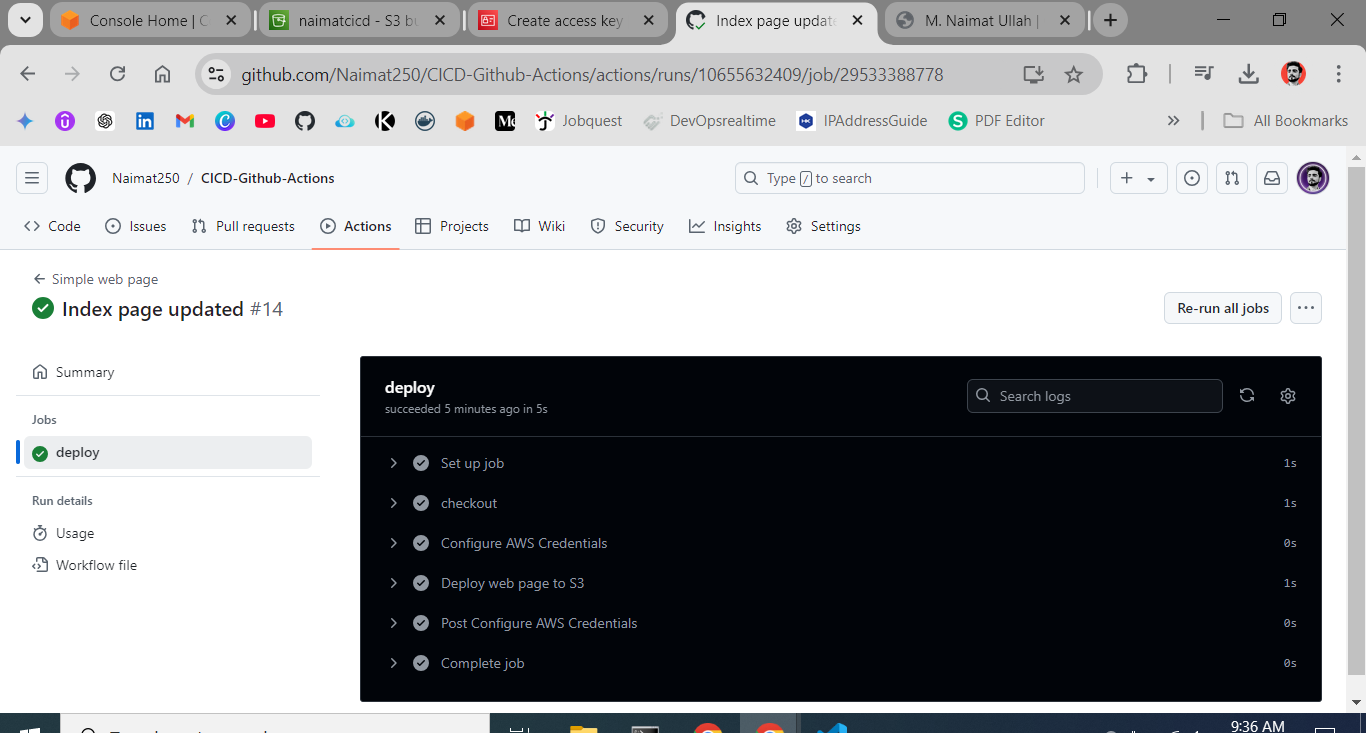 Console Home | C
naimatcicd - S3 bu
Create access key
Index page updat
M. Naimat Ullah |
github.com/Naimat250/CICD-Github-Actions/actions/runs/10655632409/job/29533388778
Jobquest
DevOpsrealtime
IPAddressGuide
PDF Editor
All Bookmarks
Naimat250 / CICD-Github-Actions
Type / to search
Code
Issues
Pull requests
Actions
Projects
Wiki
Security
Insights
Settings
Simple web page
Index page updated #14
Re-run all jobs
Summary
Jobs
deploy
Run details
Usage
Workflow file
deploy
succeeded 5 minutes ago in 5s
Search logs
Set up job 1s
checkout 1s
Configure AWS Credentials 0s
Deploy web page to S3 1s
Post Configure AWS Credentials 0s
Complete job 0s
9:36 AM